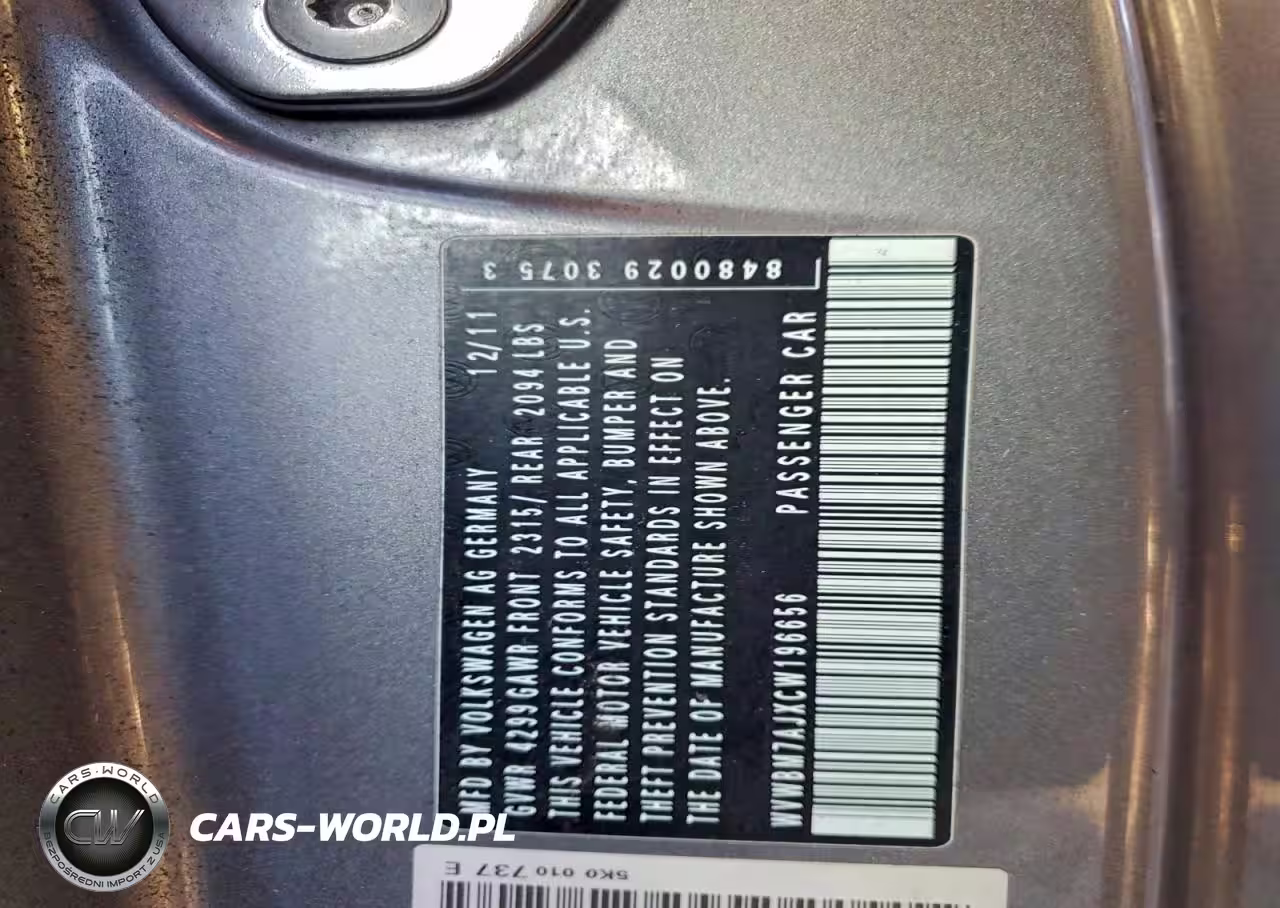 MFD BY VOLKSWAGEN AG GERMANY 12/11
GVWR 4299GAWR FRONT 2315/ REAR 2094 LBS
THIS VEHICLE CONFORMS TO ALL APPLICABLE U.S.
FEDERAL MOTOR VEHICLE SAFETY, BUMPER AND
THEFT PREVENTION STANDARDS IN EFFECT ON
THE DATE OF MANUFACTURE SHOWN ABOVE.
WVWBM7AJXCW196656 PASSENGER CAR
8480029 3075 3
5K0 010 737 E
CARS-WORLD
CW
BEZPOŚREDNI IMPORT Z USA
CARS-WORLD.PL